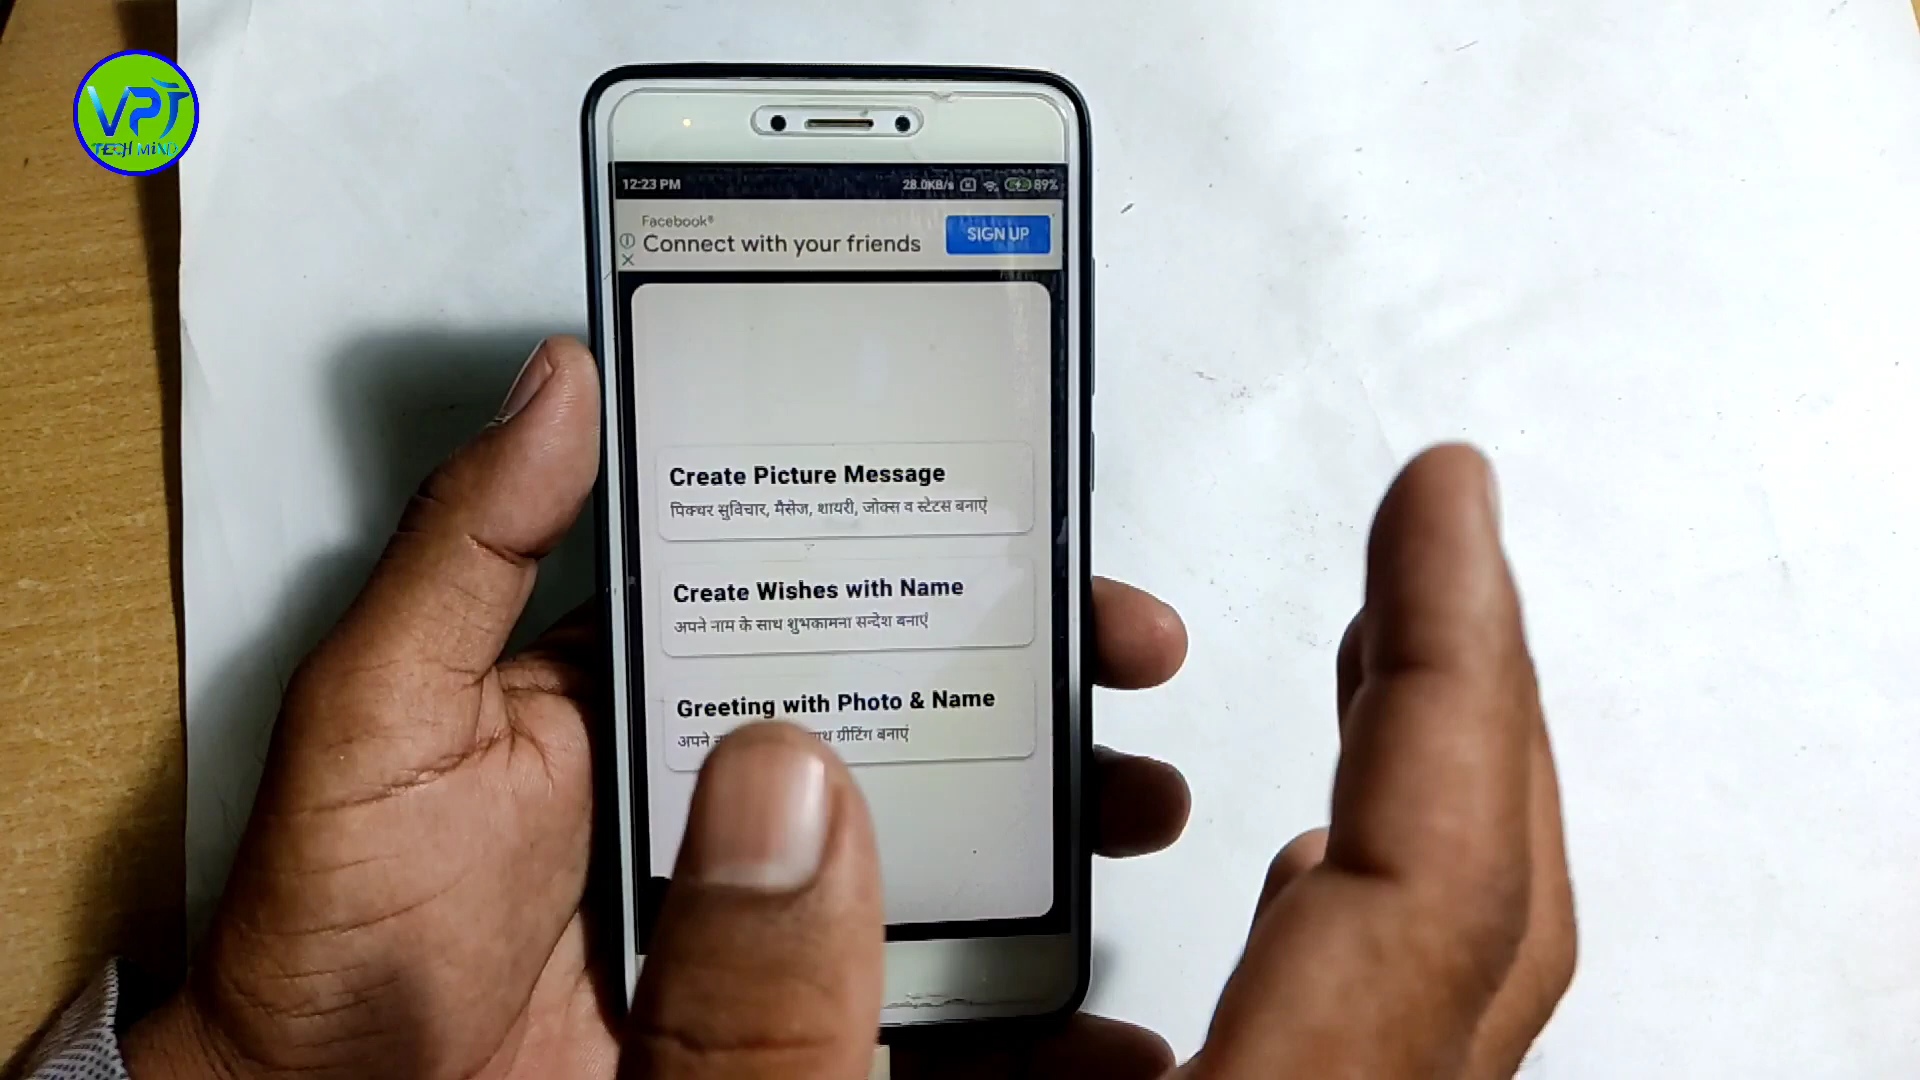 VPT
TECH MiND
12:23 PM
28.0KB/s
89%
Facebook®
Connect with your friends
SIGN UP
Create Picture Message
पिक्चर सुविचार, मैसेज, शायरी, जोक्स व स्टेटस बनाएं
Create Wishes with Name
अपने नाम के साथ शुभकामना सन्देश बनाएं
Greeting with Photo & Name
अपने ग्रीटिंग बनाएं